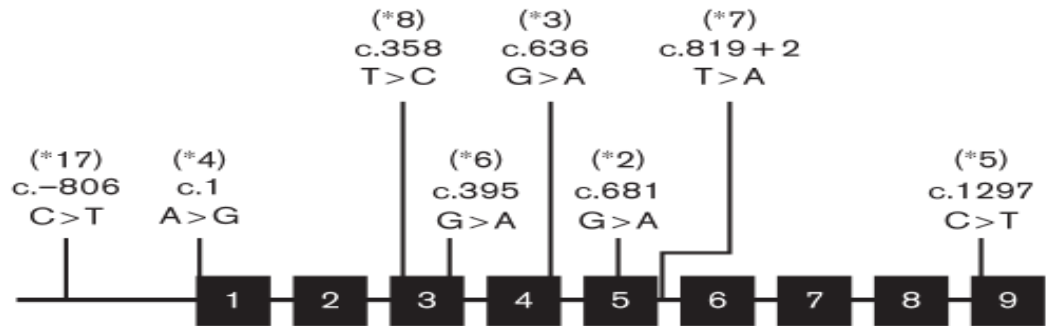 (*8)
c.358
T>C
(*3)
c.636
G>A
(*7)
c.819+2
T>A
(*17)
c.−806
C>T
(*4)
c.1
A>G
(*6)
c.395
G>A
(*2)
c.681
G>A
(*5)
c.1297
C>T
1 2 3 4 5 6 7 8 9